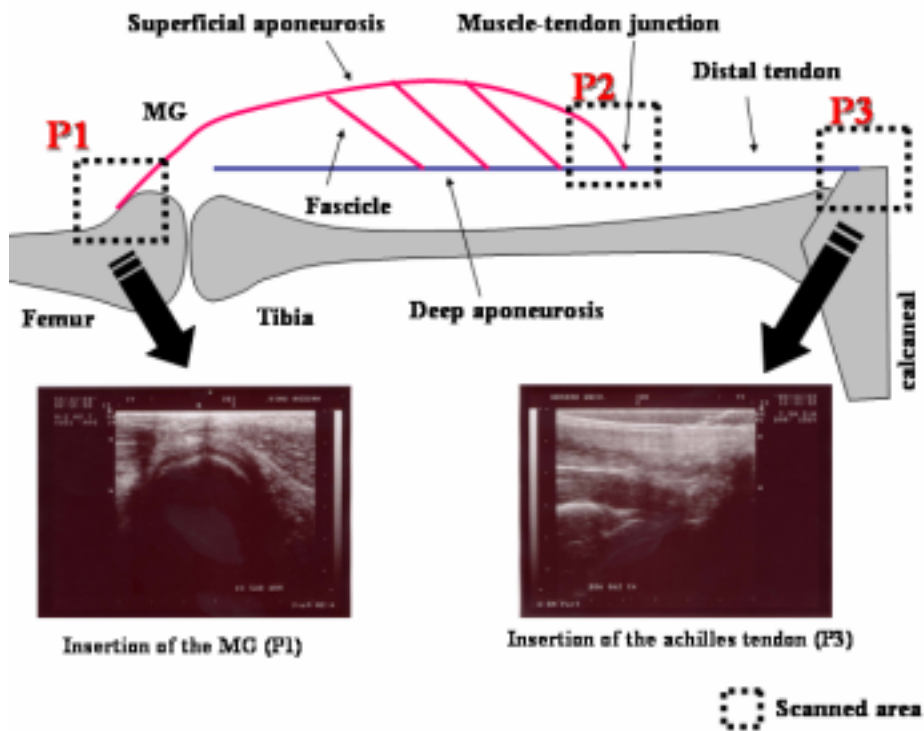 Superficial aponeurosis
Muscle-tendon junction
Distal tendon
MG
P1
P2
P3
Fascicle
Deep aponeurosis
Femur
Tibia
calcaneal
Insertion of the MG (P1)
Insertion of the achilles tendon (P3)
Scanned area